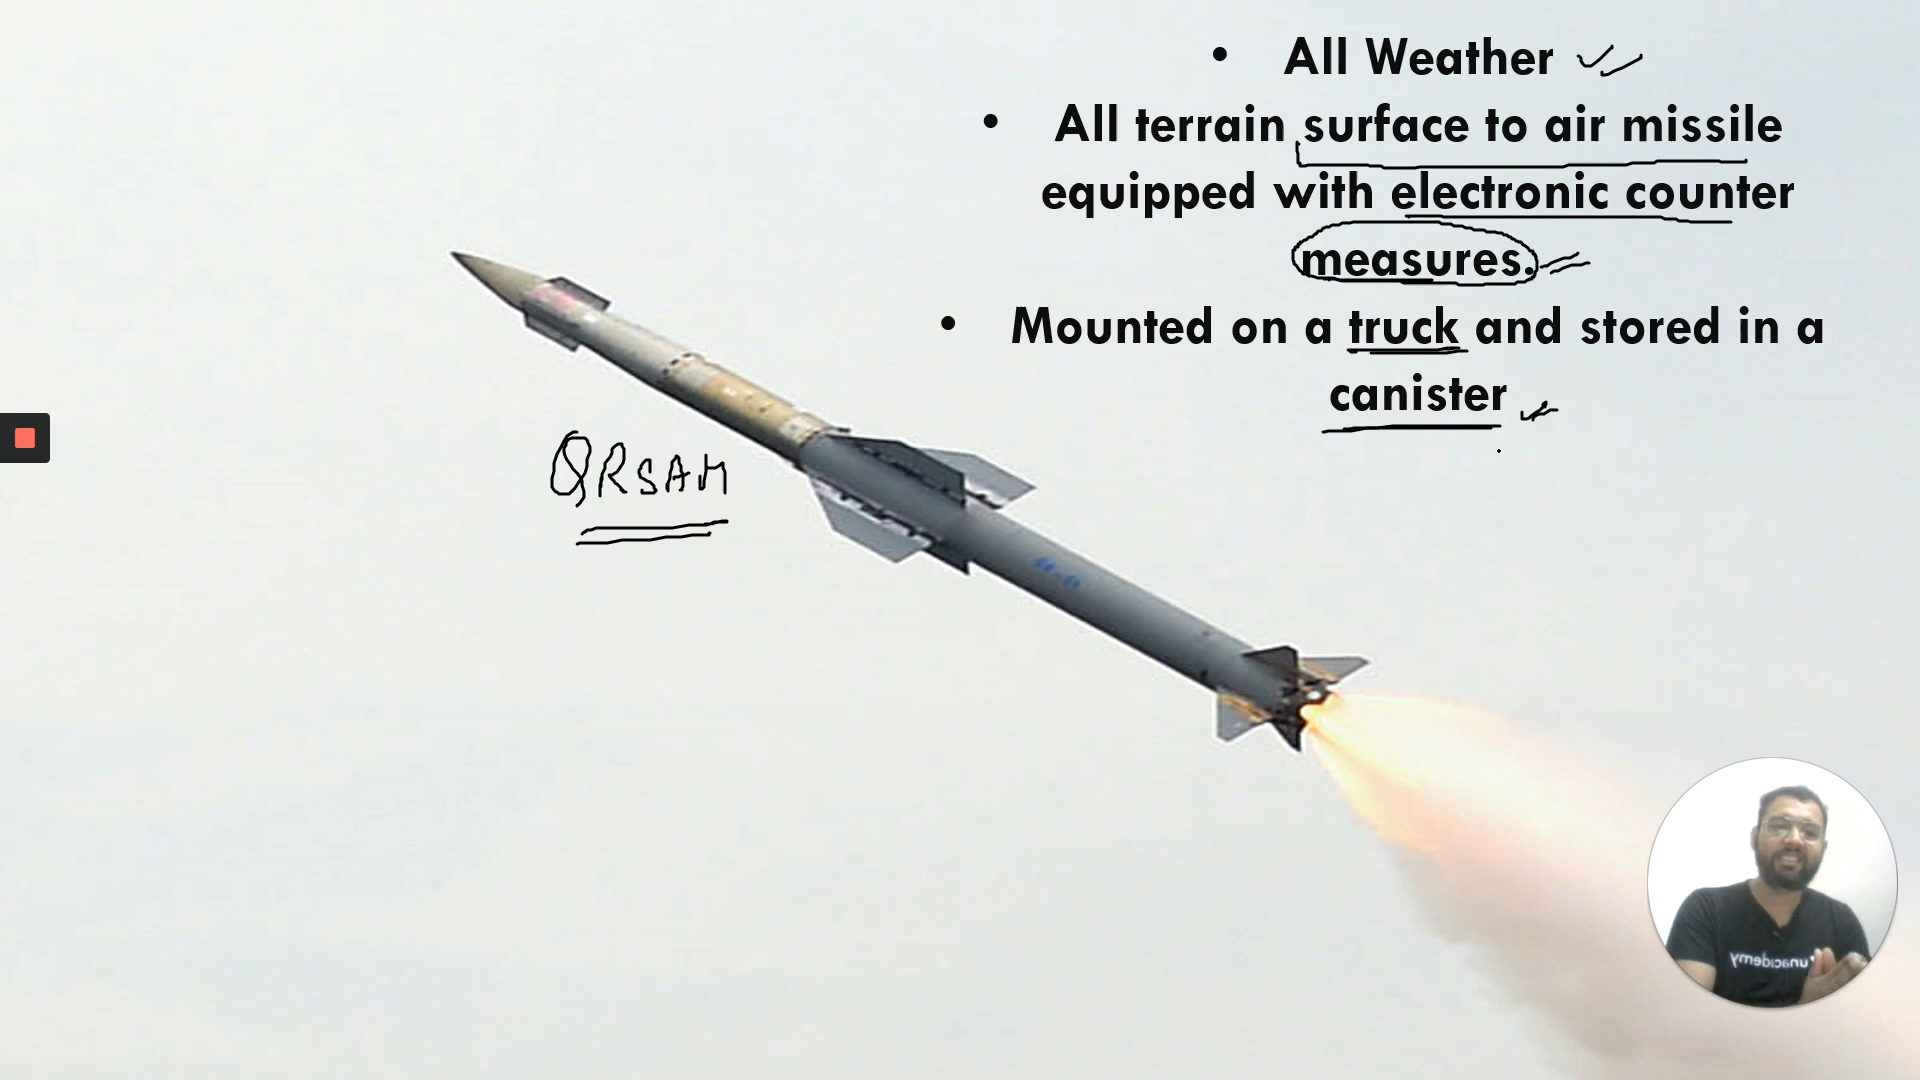 • All Weather
• All terrain surface to air missile
equipped with electronic counter
measures.
• Mounted on a truck and stored in a
canister
QRSAM
unacademy